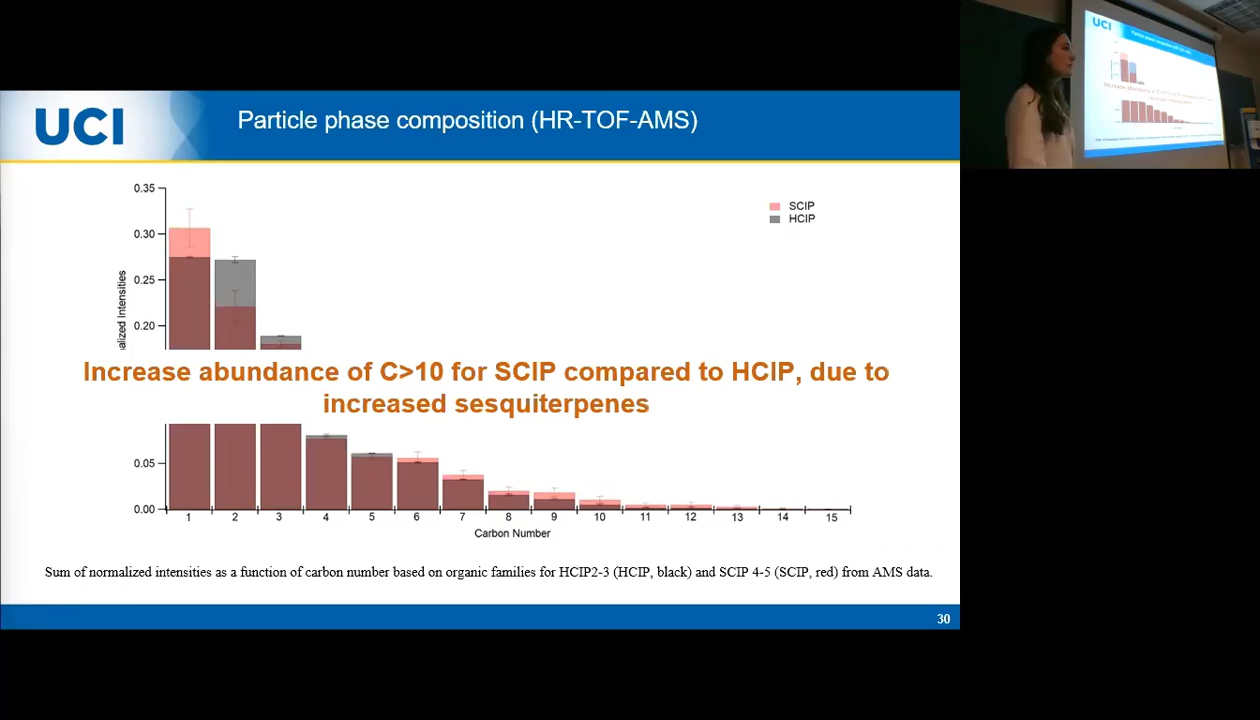 UCI
Particle phase composition (HR-TOF-AMS)
0.35
0.30
0.25
0.20
0.05
0.00
alized Intensities
SCIP
HCIP
Increase abundance of C>10 for SCIP compared to HCIP, due to
increased sesquiterpenes
1 2 3 4 5 6 7 8 9 10 11 12 13 14 15
Carbon Number
Sum of normalized intensities as a function of carbon number based on organic families for HCIP2-3 (HCIP, black) and SCIP 4-5 (SCIP, red) from AMS data.
30
UCI